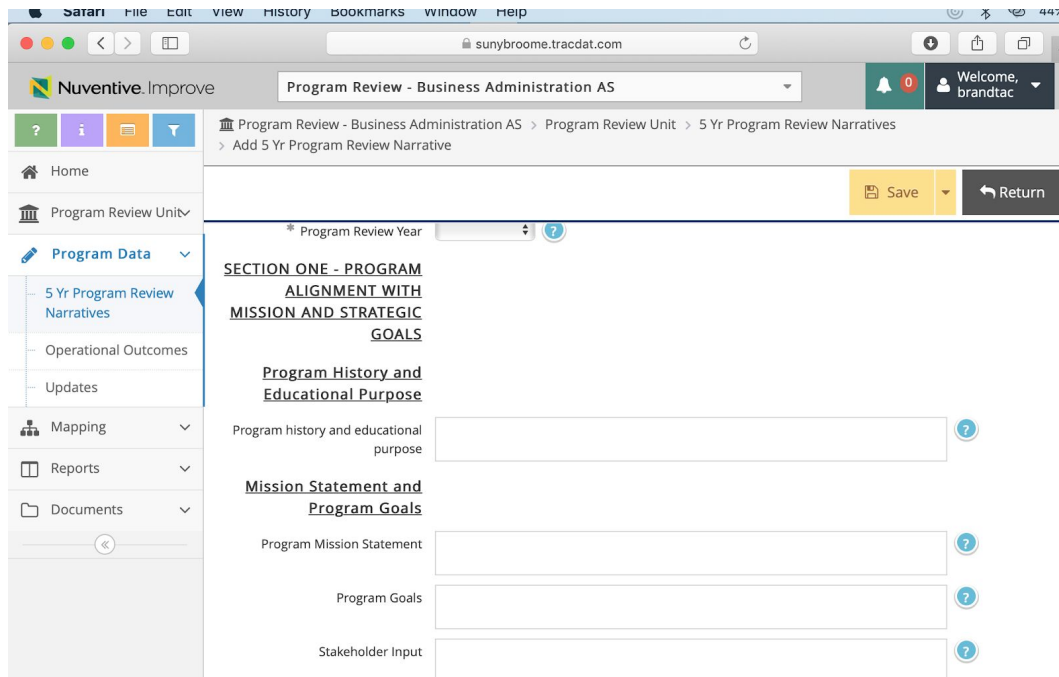 Safari File Edit View History Bookmarks Window Help 44%
sunybroome.tracdat.com
Nuventive. Improve
Program Review - Business Administration AS
0
Welcome,
brandtac
? i
Program Review - Business Administration AS > Program Review Unit > 5 Yr Program Review Narratives
> Add 5 Yr Program Review Narrative
Save
Return
Home
Program Review Unit
Program Data
5 Yr Program Review
Narratives
Operational Outcomes
Updates
Mapping
Reports
Documents
* Program Review Year ?
SECTION ONE - PROGRAM
ALIGNMENT WITH
MISSION AND STRATEGIC
GOALS
Program History and
Educational Purpose
Program history and educational
purpose ?
Mission Statement and
Program Goals
Program Mission Statement ?
Program Goals ?
Stakeholder Input ?